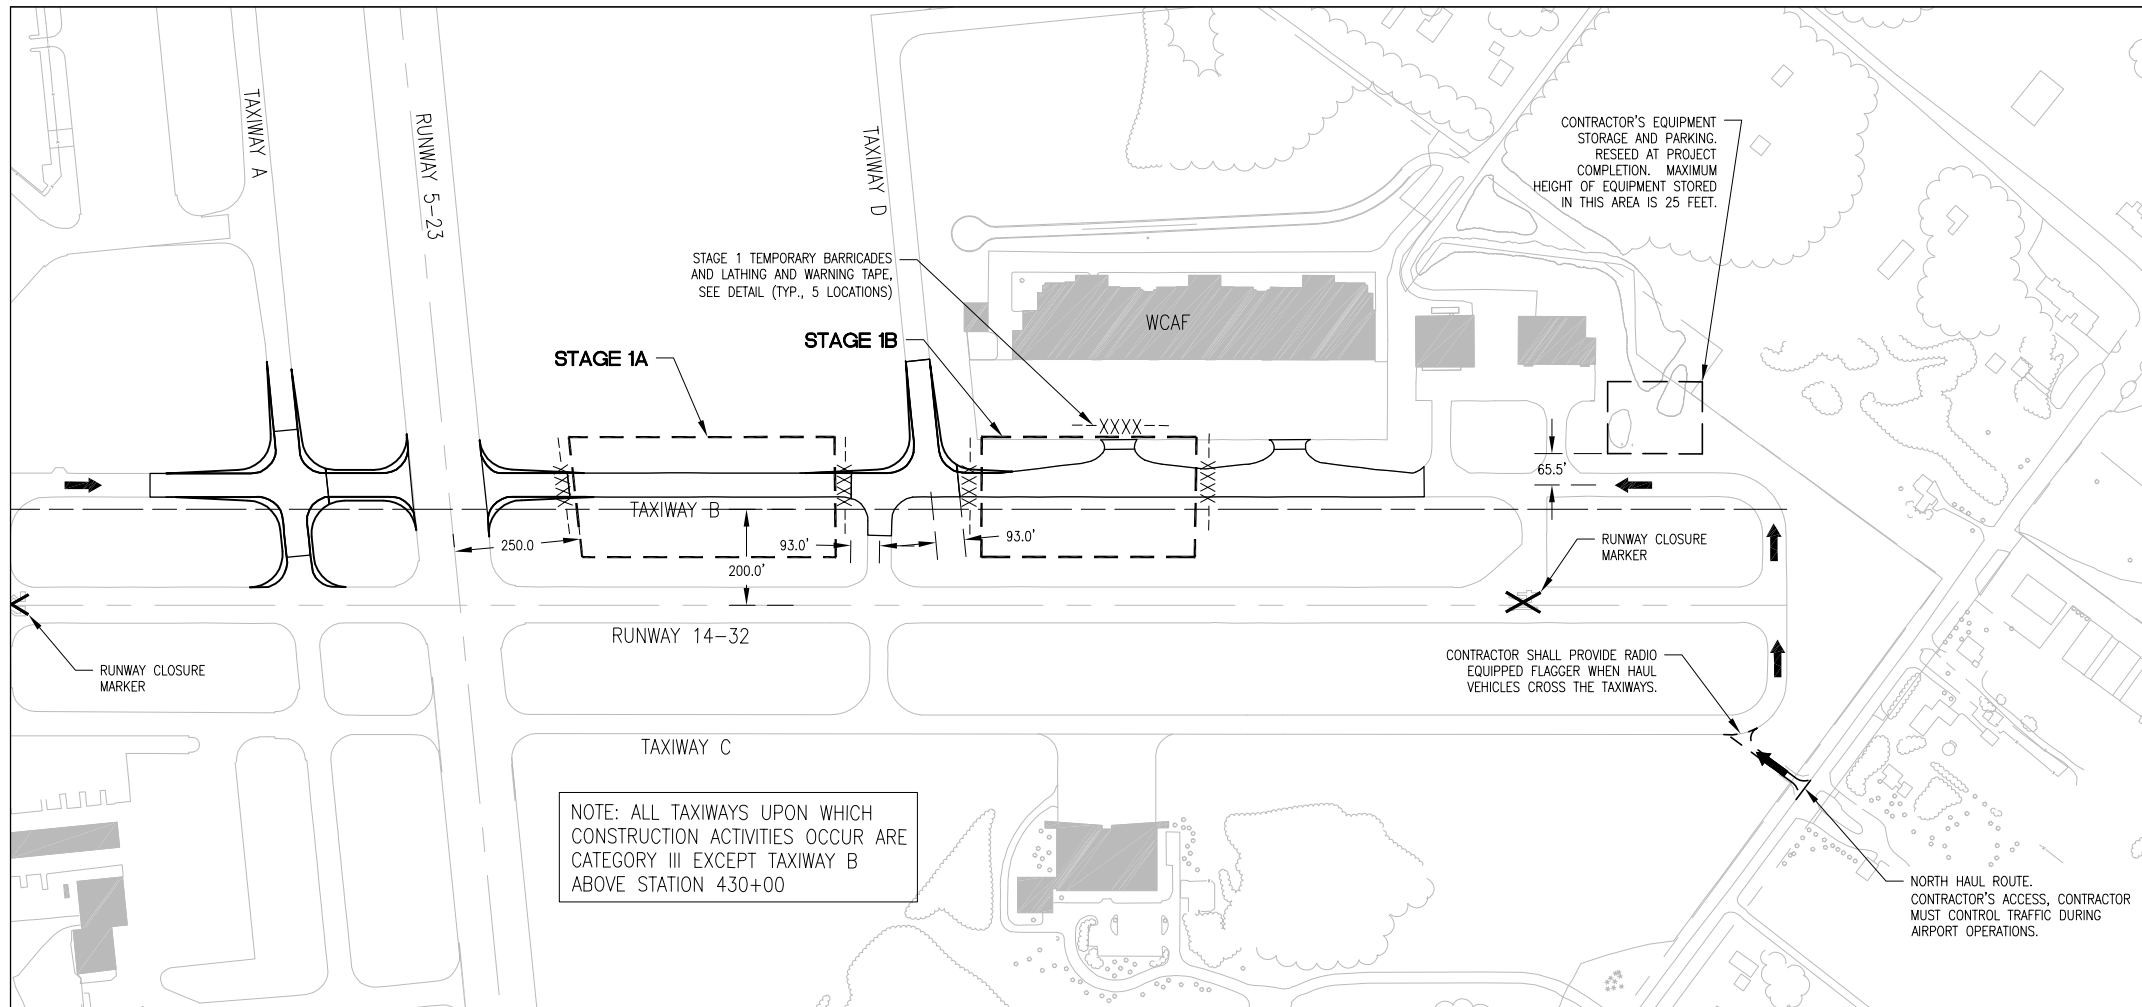 TAXIWAY A
RUNWAY 5-23
TAXIWAY D
CONTRACTOR'S EQUIPMENT
STORAGE AND PARKING.
RESEED AT PROJECT
COMPLETION. MAXIMUM
HEIGHT OF EQUIPMENT STORED
IN THIS AREA IS 25 FEET.
STAGE 1 TEMPORARY BARRICADES
AND LATHING AND WARNING TAPE,
SEE DETAIL (TYP., 5 LOCATIONS)
WCAF
STAGE 1B
STAGE 1A
XXXX
65.5'
XXXX
XXXX
XXXX
XXXX
TAXIWAY B
250.0
93.0'
93.0'
200.0'
RUNWAY CLOSURE
MARKER
RUNWAY 14-32
RUNWAY CLOSURE
MARKER
CONTRACTOR SHALL PROVIDE RADIO
EQUIPPED FLAGGER WHEN HAUL
VEHICLES CROSS THE TAXIWAYS.
TAXIWAY C
NOTE: ALL TAXIWAYS UPON WHICH
CONSTRUCTION ACTIVITIES OCCUR ARE
CATEGORY III EXCEPT TAXIWAY B
ABOVE STATION 430+00
NORTH HAUL ROUTE.
CONTRACTOR'S ACCESS, CONTRACTOR
MUST CONTROL TRAFFIC DURING
AIRPORT OPERATIONS.